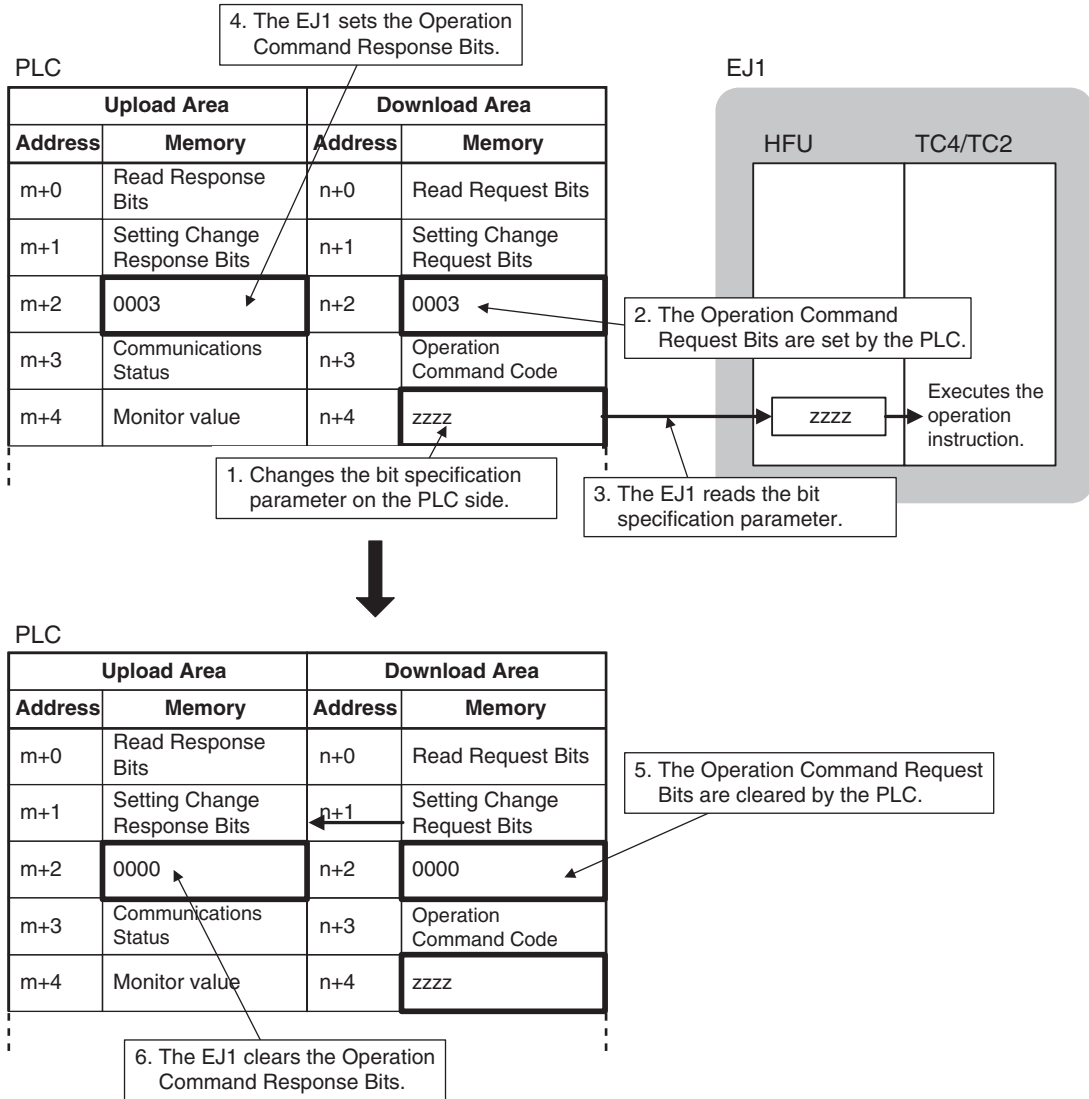 4. The EJ1 sets the Operation
Command Response Bits.
PLC
EJ1
Upload Area Download Area
Address Memory Address Memory
HFU TC4/TC2
m+0 Read Response
Bits n+0 Read Request Bits
m+1 Setting Change
Response Bits n+1 Setting Change
Request Bits
m+2 0003 n+2 0003
2. The Operation Command
Request Bits are set by the PLC.
m+3 Communications
Status n+3 Operation
Command Code
m+4 Monitor value n+4 zzzz
zzzz
Executes the
operation
instruction.
1. Changes the bit specification
parameter on the PLC side.
3. The EJ1 reads the bit
specification parameter.
PLC
Upload Area Download Area
Address Memory Address Memory
m+0 Read Response
Bits n+0 Read Request Bits
m+1 Setting Change
Response Bits n+1 Setting Change
Request Bits
5. The Operation Command Request
Bits are cleared by the PLC.
m+2 0000 n+2 0000
m+3 Communications
Status n+3 Operation
Command Code
m+4 Monitor value n+4 zzzz
6. The EJ1 clears the Operation
Command Response Bits.